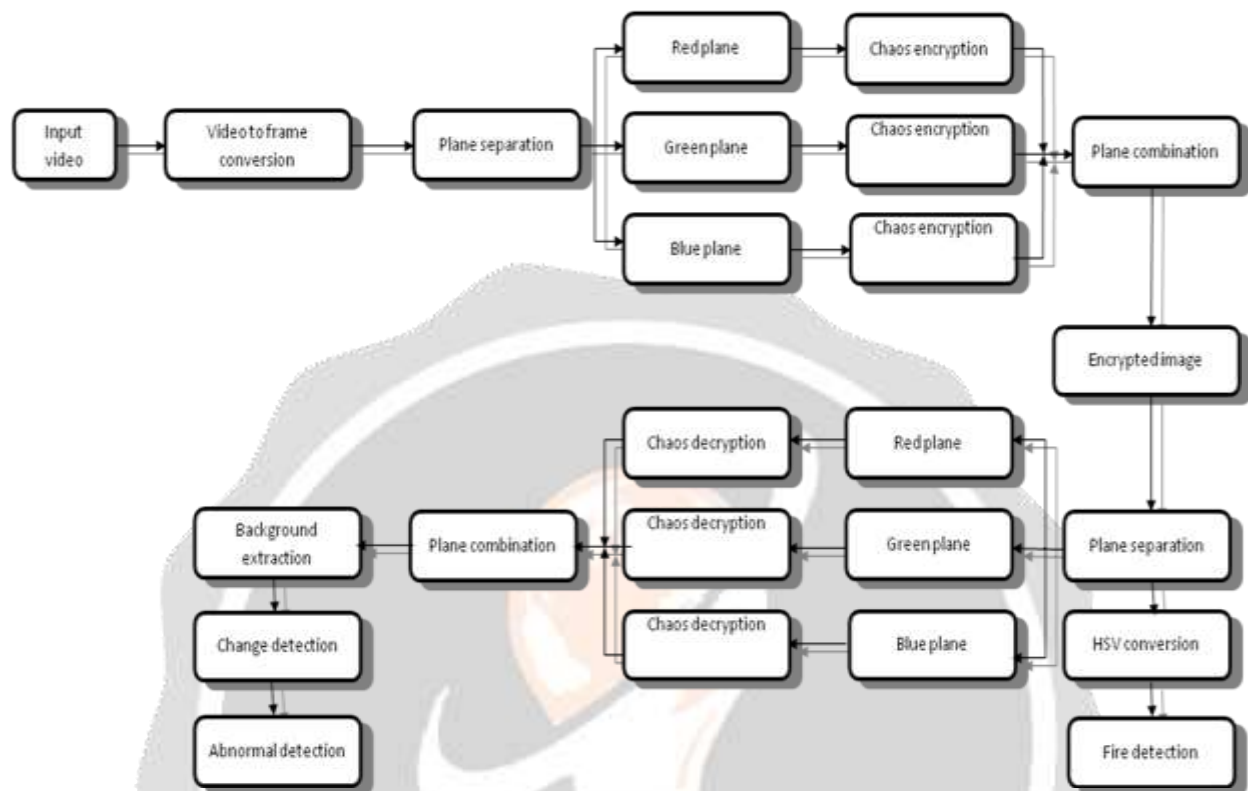 Red plane
Chaos encryption
Input
video
Video to frame
conversion
Plane separation
Green plane
Chaos encryption
Plane combination
Blue plane
Chaos encryption
Encrypted image
Chaos decryption
Red plane
Background
extraction
Plane combination
Chaos decryption
Green plane
Plane separation
Change detection
Chaos decryption
Blue plane
HSV conversion
Abnormal detection
Fire detection